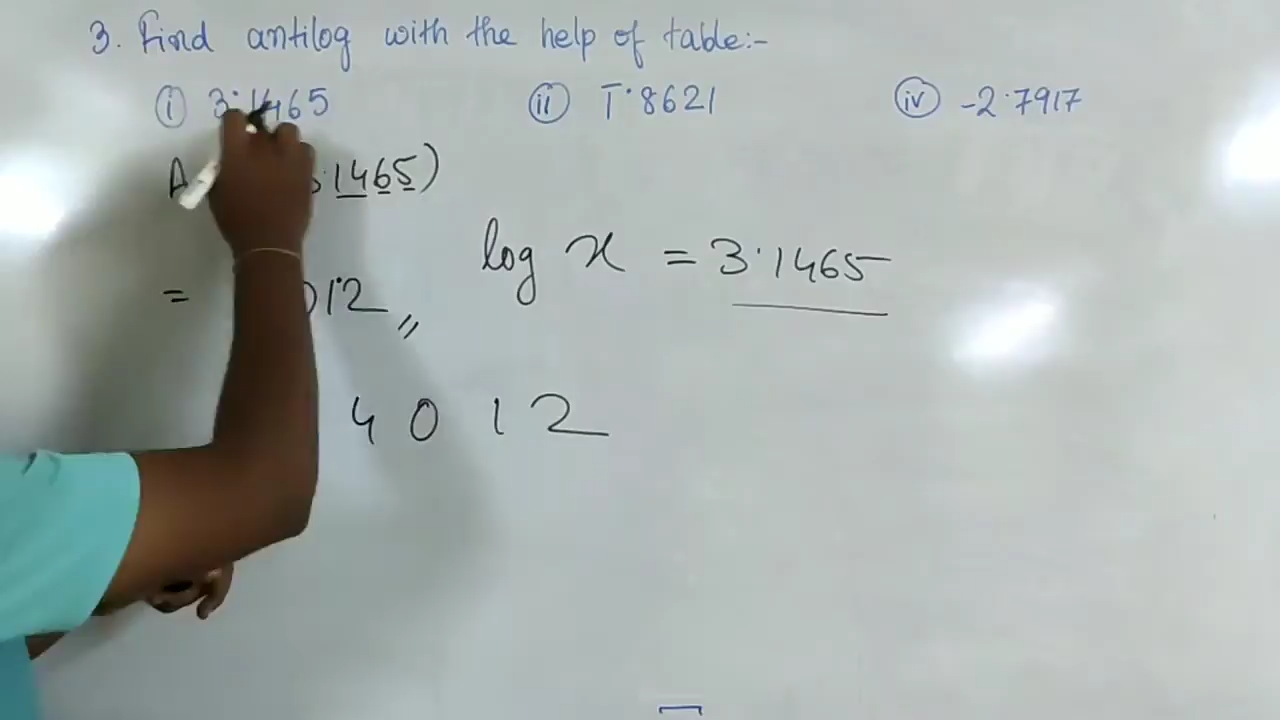 3. Find antilog with the help of table:-
(i) 3.1465 (ii) T.8621 (iv) -2.7917
A 1465)
log x = 3.1465
= 012 〃
4 0 1 2